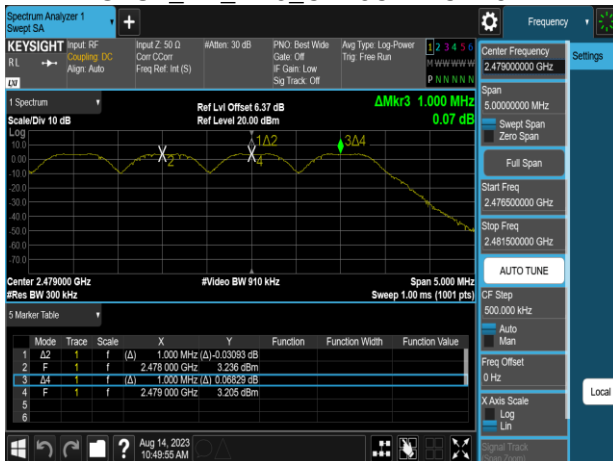 Spectrum Analyzer 1
Swept SA
+
Frequency
KEYSIGHT
RL
LXI
Input: RF
Coupling: DC
Align: Auto
Input Z: 50 Ω
Corr CCorr
Freq Ref: Int (S)
#Atten: 30 dB
PNO: Best Wide
Gate: Off
IF Gain: Low
Sig Track: Off
Avg Type: Log-Power
Trig: Free Run
1 2 3 4 5 6
M W W W W W
P N N N N N
1 Spectrum
Scale/Div 10 dB
Ref Lvl Offset 6.37 dB
Ref Level 20.00 dBm
ΔMkr3 1.000 MHz
0.07 dB
Log
10.0
0.00
-10.0
-20.0
-30.0
-40.0
-50.0
-60.0
-70.0
2
1Δ2
4
3Δ4
Center 2.479000 GHz
#Res BW 300 kHz
#Video BW 910 kHz
Span 5.000 MHz
Sweep 1.00 ms (1001 pts)
5 Marker Table
Mode Trace Scale X Y Function Function Width Function Value
1 Δ2 1 f (Δ) 1.000 MHz (Δ) -0.03093 dB
2 F 1 f 2.478 000 GHz 3.236 dBm
3 Δ4 1 f (Δ) 1.000 MHz (Δ) 0.06829 dB
4 F 1 f 2.479 000 GHz 3.205 dBm
5
6
Aug 14, 2023
10:49:55 AM
?
Center Frequency
2.479000000 GHz
Span
5.00000000 MHz
Swept Span
Zero Span
Full Span
Start Freq
2.476500000 GHz
Stop Freq
2.481500000 GHz
AUTO TUNE
CF Step
500.000 kHz
Auto
Man
Freq Offset
0 Hz
X Axis Scale
Log
Lin
Signal Track
(Span Zoom)
Settings
Local